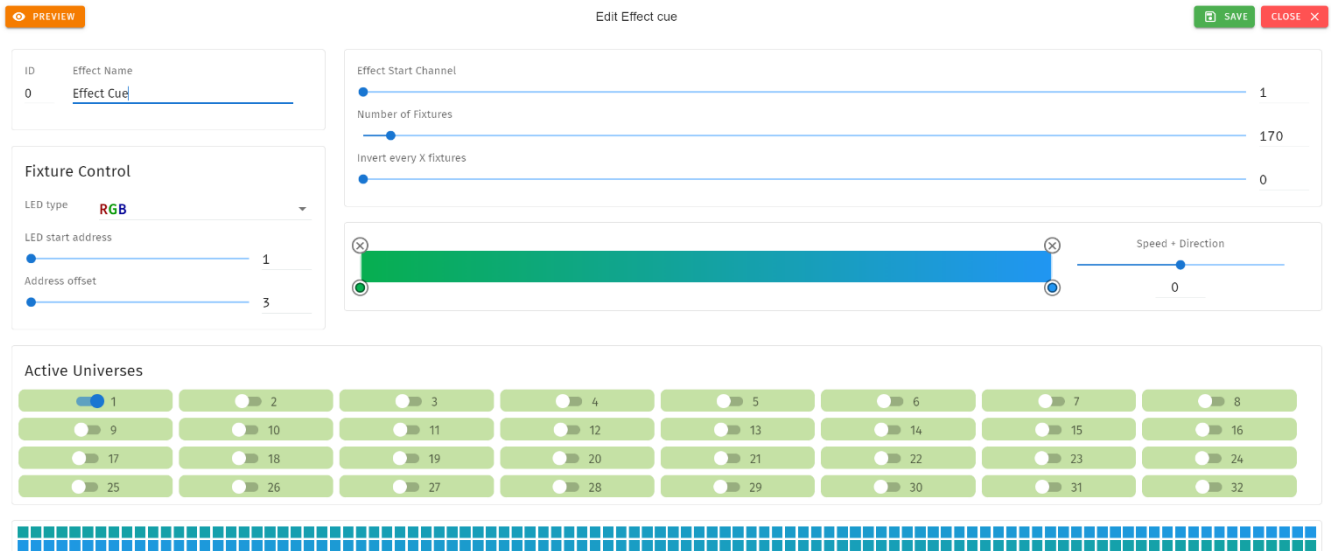 PREVIEW
Edit Effect cue
SAVE
CLOSE
ID
Effect Name
0
Effect Cue
Effect Start Channel
1
Number of Fixtures
170
Invert every X fixtures
0
Fixture Control
LED type
RGB
LED start address
1
Address offset
3
Speed + Direction
0
Active Universes
1 2 3 4 5 6 7 8
9 10 11 12 13 14 15 16
17 18 19 20 21 22 23 24
25 26 27 28 29 30 31 32